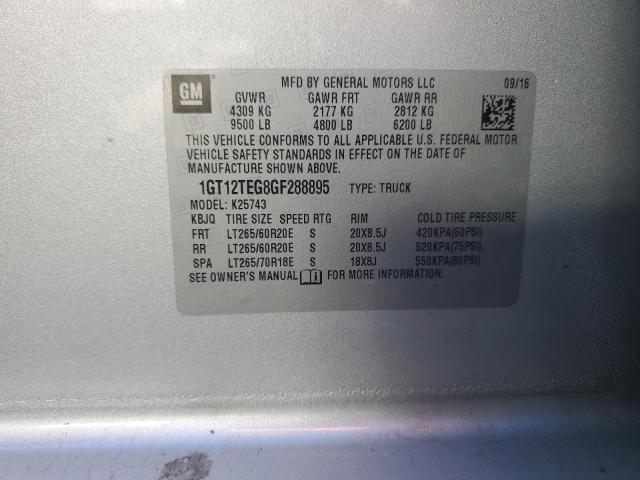 GM
MFD BY GENERAL MOTORS LLC 09/16
GVWR GAWR FRT GAWR RR
4309 KG 2177 KG 2812 KG
9500 LB 4800 LB 6200 LB
THIS VEHICLE CONFORMS TO ALL APPLICABLE U.S. FEDERAL MOTOR
VEHICLE SAFETY STANDARDS IN EFFECT ON THE DATE OF
MANUFACTURE SHOWN ABOVE.
1GT12TEG8GF288895 TYPE: TRUCK
MODEL: K25743
KBJQ TIRE SIZE SPEED RTG RIM COLD TIRE PRESSURE
FRT LT265/60R20E S 20X8.5J 420KPA(60PSI)
RR LT265/60R20E S 20X8.5J 520KPA(75PSI)
SPA LT265/70R18E S 18X8J 550KPA(80PSI)
SEE OWNER'S MANUAL FOR MORE INFORMATION.